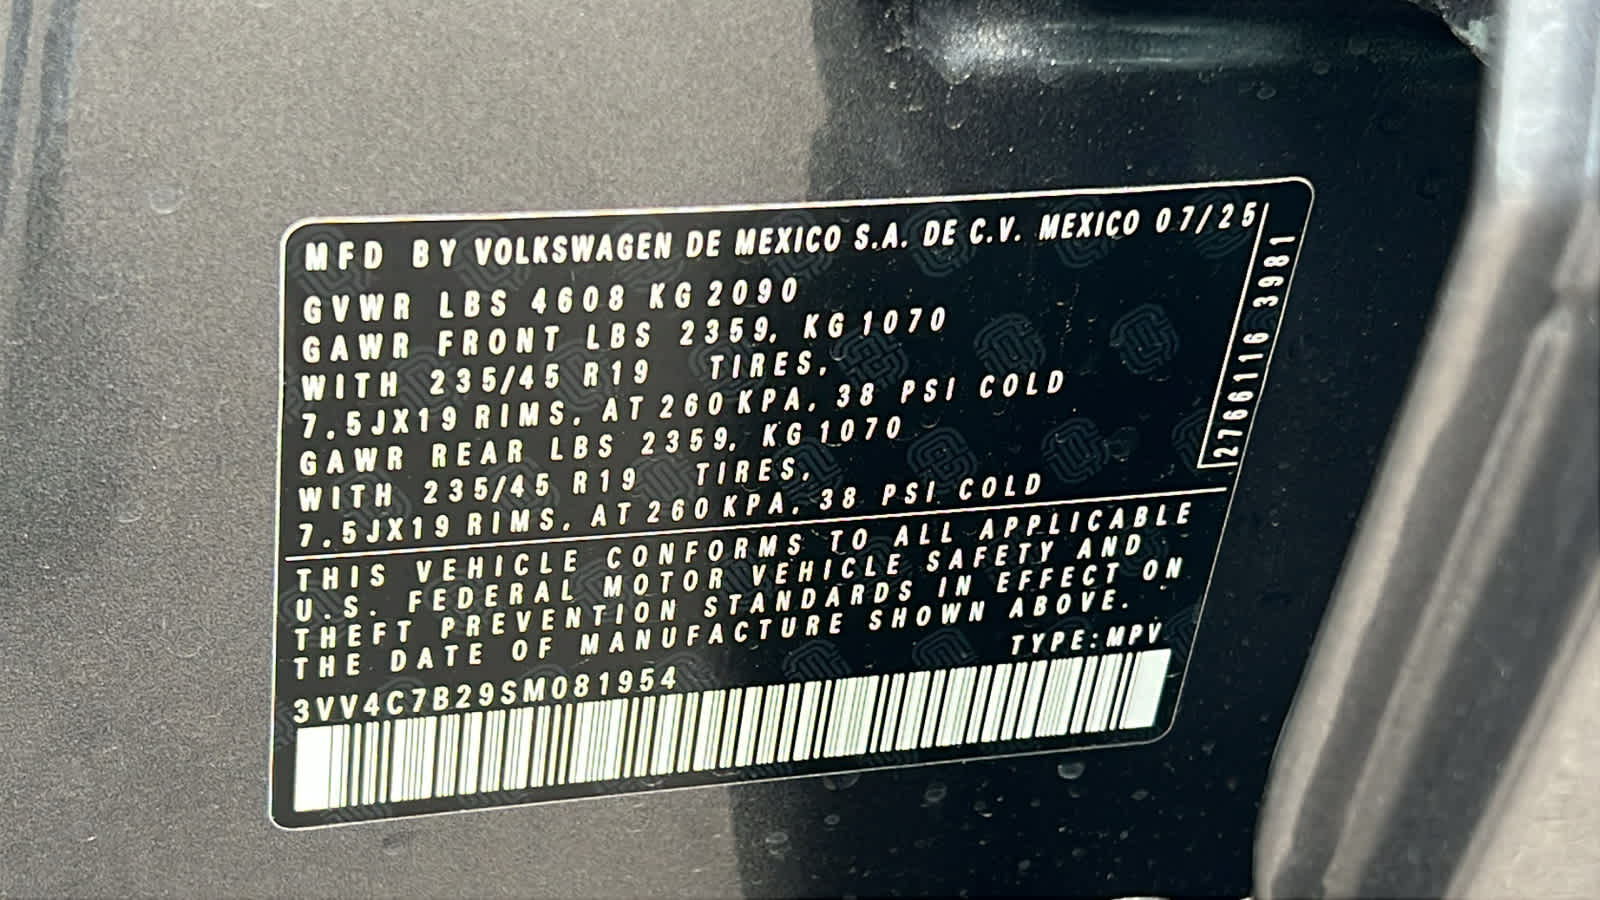 MFD BY VOLKSWAGEN DE MEXICO S.A. DE C.V. MEXICO 07/25
GVWR LBS 4608 KG 2090
GAWR FRONT LBS 2359, KG 1070
WITH 235/45 R19 TIRES,
7.5JX19 RIMS, AT 260 KPA, 38 PSI COLD
GAWR REAR LBS 2359, KG 1070
WITH 235/45 R19 TIRES,
7.5JX19 RIMS, AT 260 KPA, 38 PSI COLD
27661116 3981
THIS VEHICLE CONFORMS TO ALL APPLICABLE
U.S. FEDERAL MOTOR VEHICLE SAFETY AND
THEFT PREVENTION STANDARDS IN EFFECT ON
THE DATE OF MANUFACTURE SHOWN ABOVE.
TYPE: MPV
3VV4C7B29SM081954